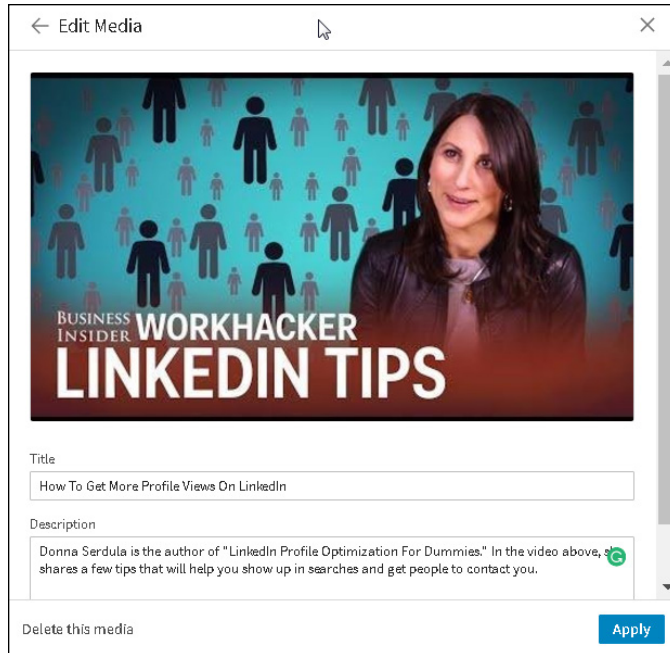 Edit Media
BUSINESS
INSIDER WORKHACKER
LINKEDIN TIPS
Title
How To Get More Profile Views On LinkedIn
Description
Donna Serdula is the author of "LinkedIn Profile Optimization For Dummies." In the video above,
shares a few tips that will help you show up in searches and get people to contact you.
Delete this media
Apply